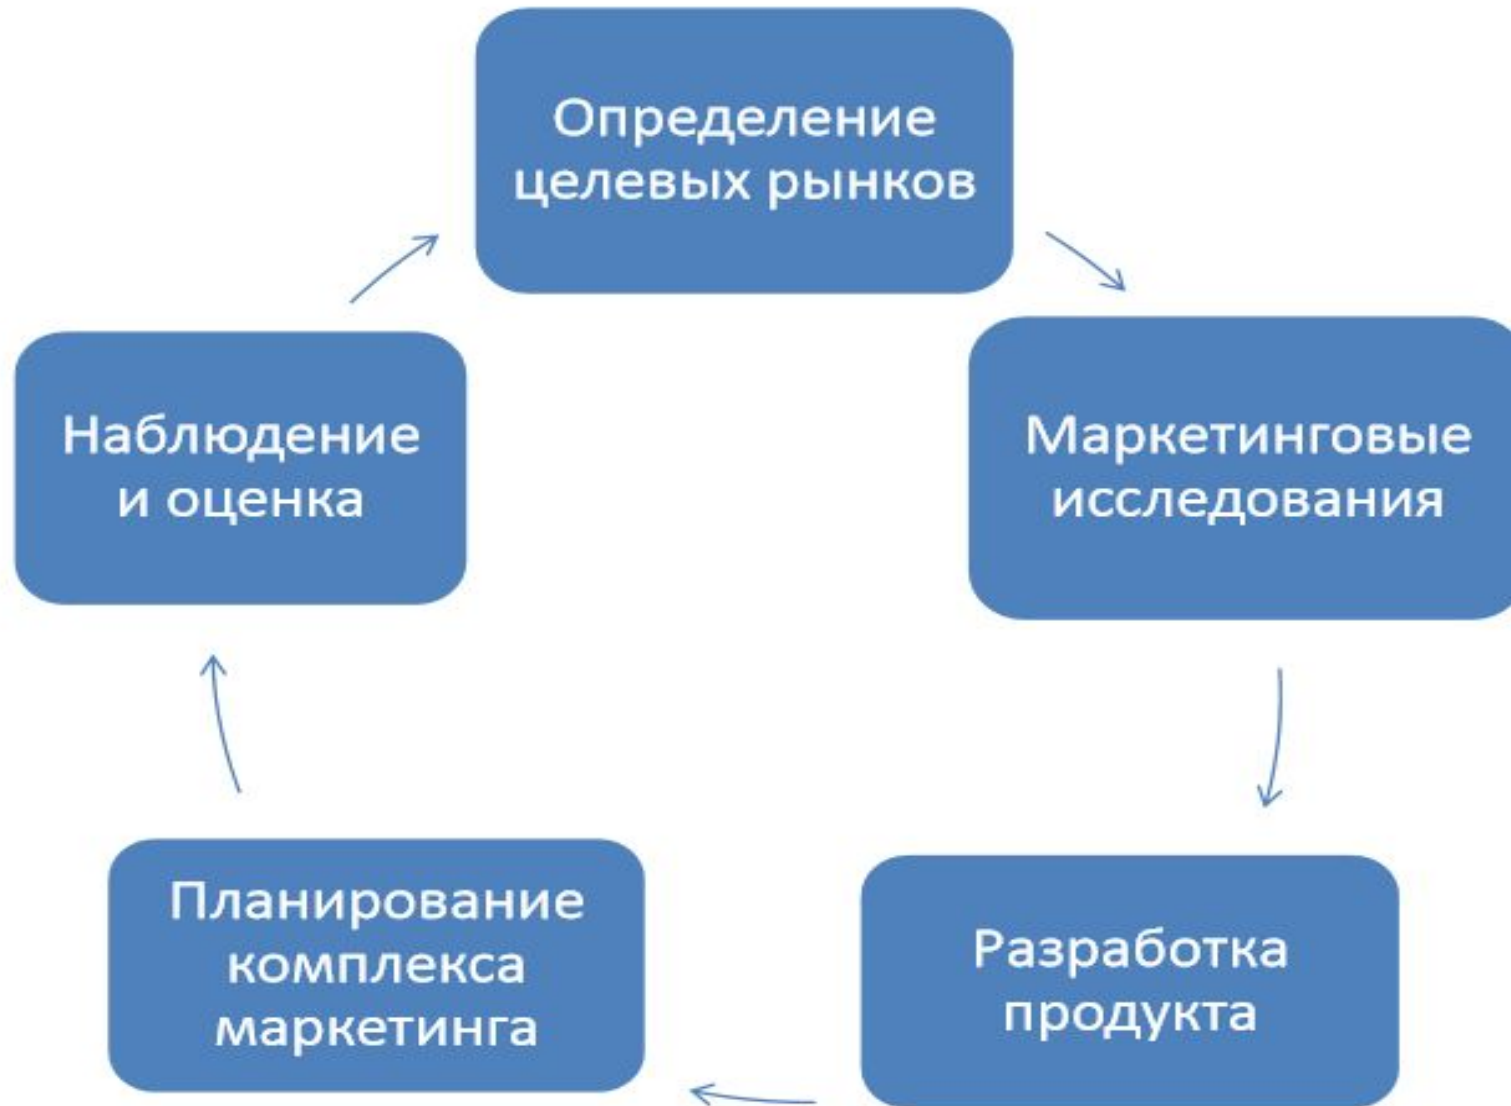 Определение
целевых рынков
Маркетинговые
исследования
Разработка
продукта
Планирование
комплекса
маркетинга
Наблюдение
и оценка